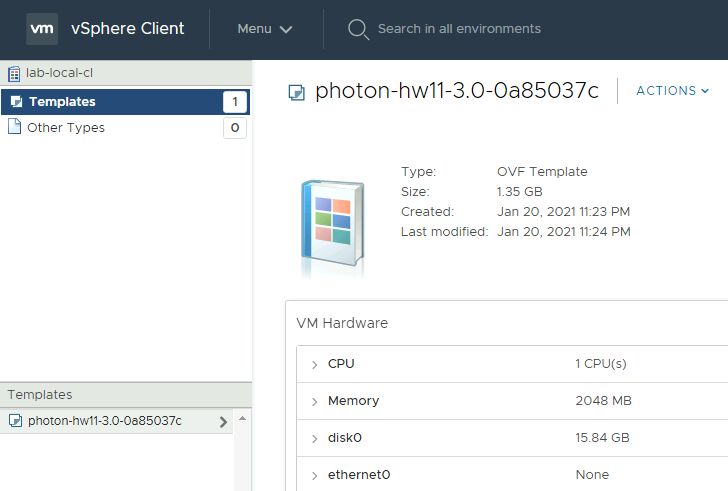 vm vSphere Client Menu Search in all environments
lab-local-cl
Templates 1
Other Types 0
photon-hw11-3.0-0a85037c ACTIONS
Type: OVF Template
Size: 1.35 GB
Created: Jan 20, 2021 11:23 PM
Last modified: Jan 20, 2021 11:24 PM
VM Hardware
CPU 1 CPU(s)
Memory 2048 MB
disk0 15.84 GB
ethernet0 None
Templates
photon-hw11-3.0-0a85037c